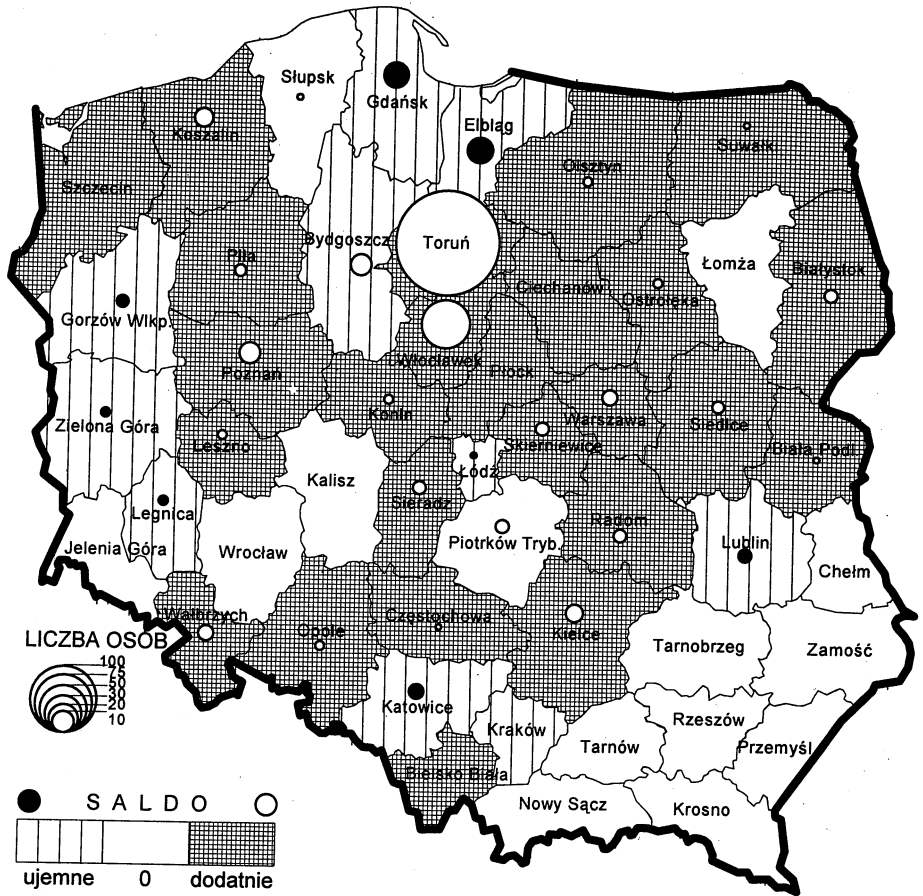 Słupsk
Gdańsk
Elbląg
Koszalin
Suwałk
Olsztyn
Szczecin
Bydgoszcz
Toruń
Piła
Łomża
Białystok
Ciechanów
Ostrołęka
Gorzów Wlkp.
Włocławek
Płock
Poznań
Konin
Warszawa
Siedlce
Zielona Góra
Leszno
Skierniewice
Biała Podl.
Łódź
Kalisz
Sieradz
Legnica
Radom
Piotrków Tryb.
Lublin
Jelenia Góra
Wrocław
Chełm
Wałbrzych
Częstochowa
Opole
Kielce
Tarnobrzeg
Zamość
LICZBA OSÓB
100
75
50
30
20
10
Katowice
Kraków
Rzeszów
Tarnów
Przemyśl
Bielsko Biała
Nowy Sącz
Krosno
S A L D O
ujemne 0 dodatnie